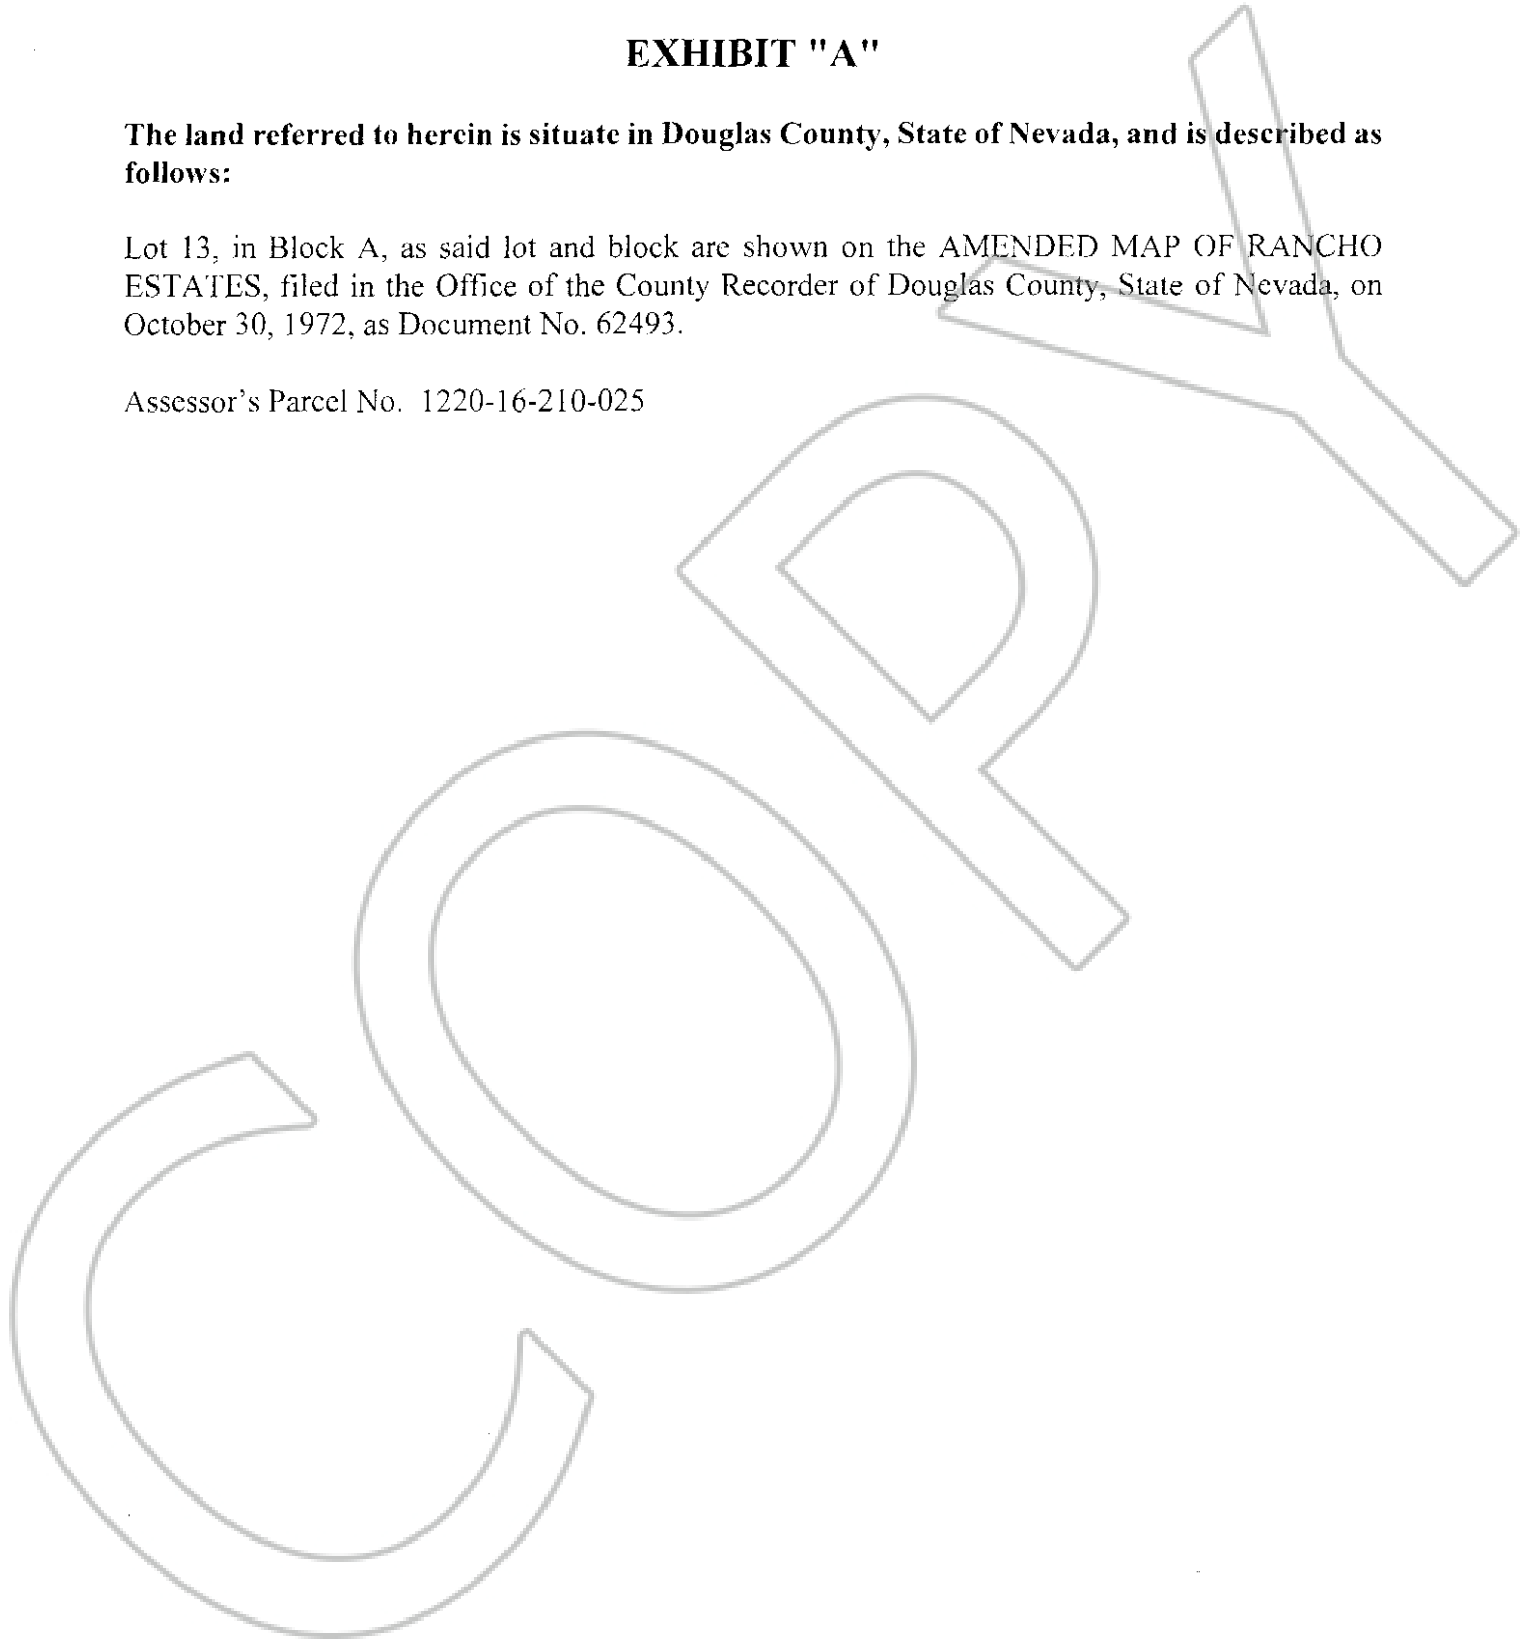 EXHIBIT "A"
The land referred to herein is situate in Douglas County, State of Nevada, and is described as
follows:
Lot 13, in Block A, as said lot and block are shown on the AMENDED MAP OF RANCHO
ESTATES, filed in the Office of the County Recorder of Douglas County, State of Nevada, on
October 30, 1972, as Document No. 62493.
Assessor's Parcel No. 1220-16-210-025
COPY